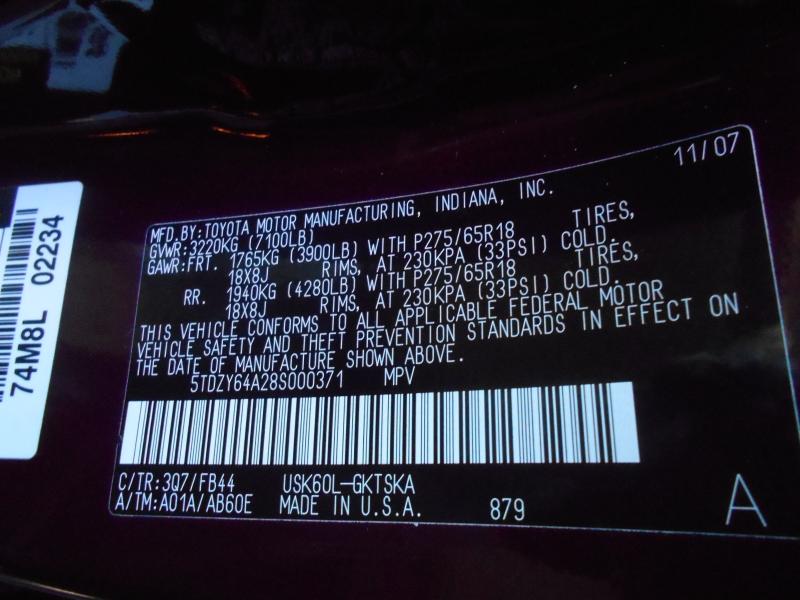 11/07
MFD.BY:TOYOTA MOTOR MANUFACTURING, INDIANA, INC.
GVWR:3220KG (7100LB)
GAWR:FRT. 1765KG (3900LB) WITH P275/65R18 TIRES,
18X8J RIMS, AT 230KPA (33PSI) COLD.
RR. 1940KG (4280LB) WITH P275/65R18 TIRES,
18X8J RIMS, AT 230KPA (33PSI) COLD.
THIS VEHICLE CONFORMS TO ALL APPLICABLE FEDERAL MOTOR
VEHICLE SAFETY AND THEFT PREVENTION STANDARDS IN EFFECT ON
THE DATE OF MANUFACTURE SHOWN ABOVE.
5TDZY64A28S000371 MPV
C/TR:3Q7/FB44 USK60L-GKTSKA
A/TM:A01A/AB60E MADE IN U.S.A. 879
A
74M8L 02234